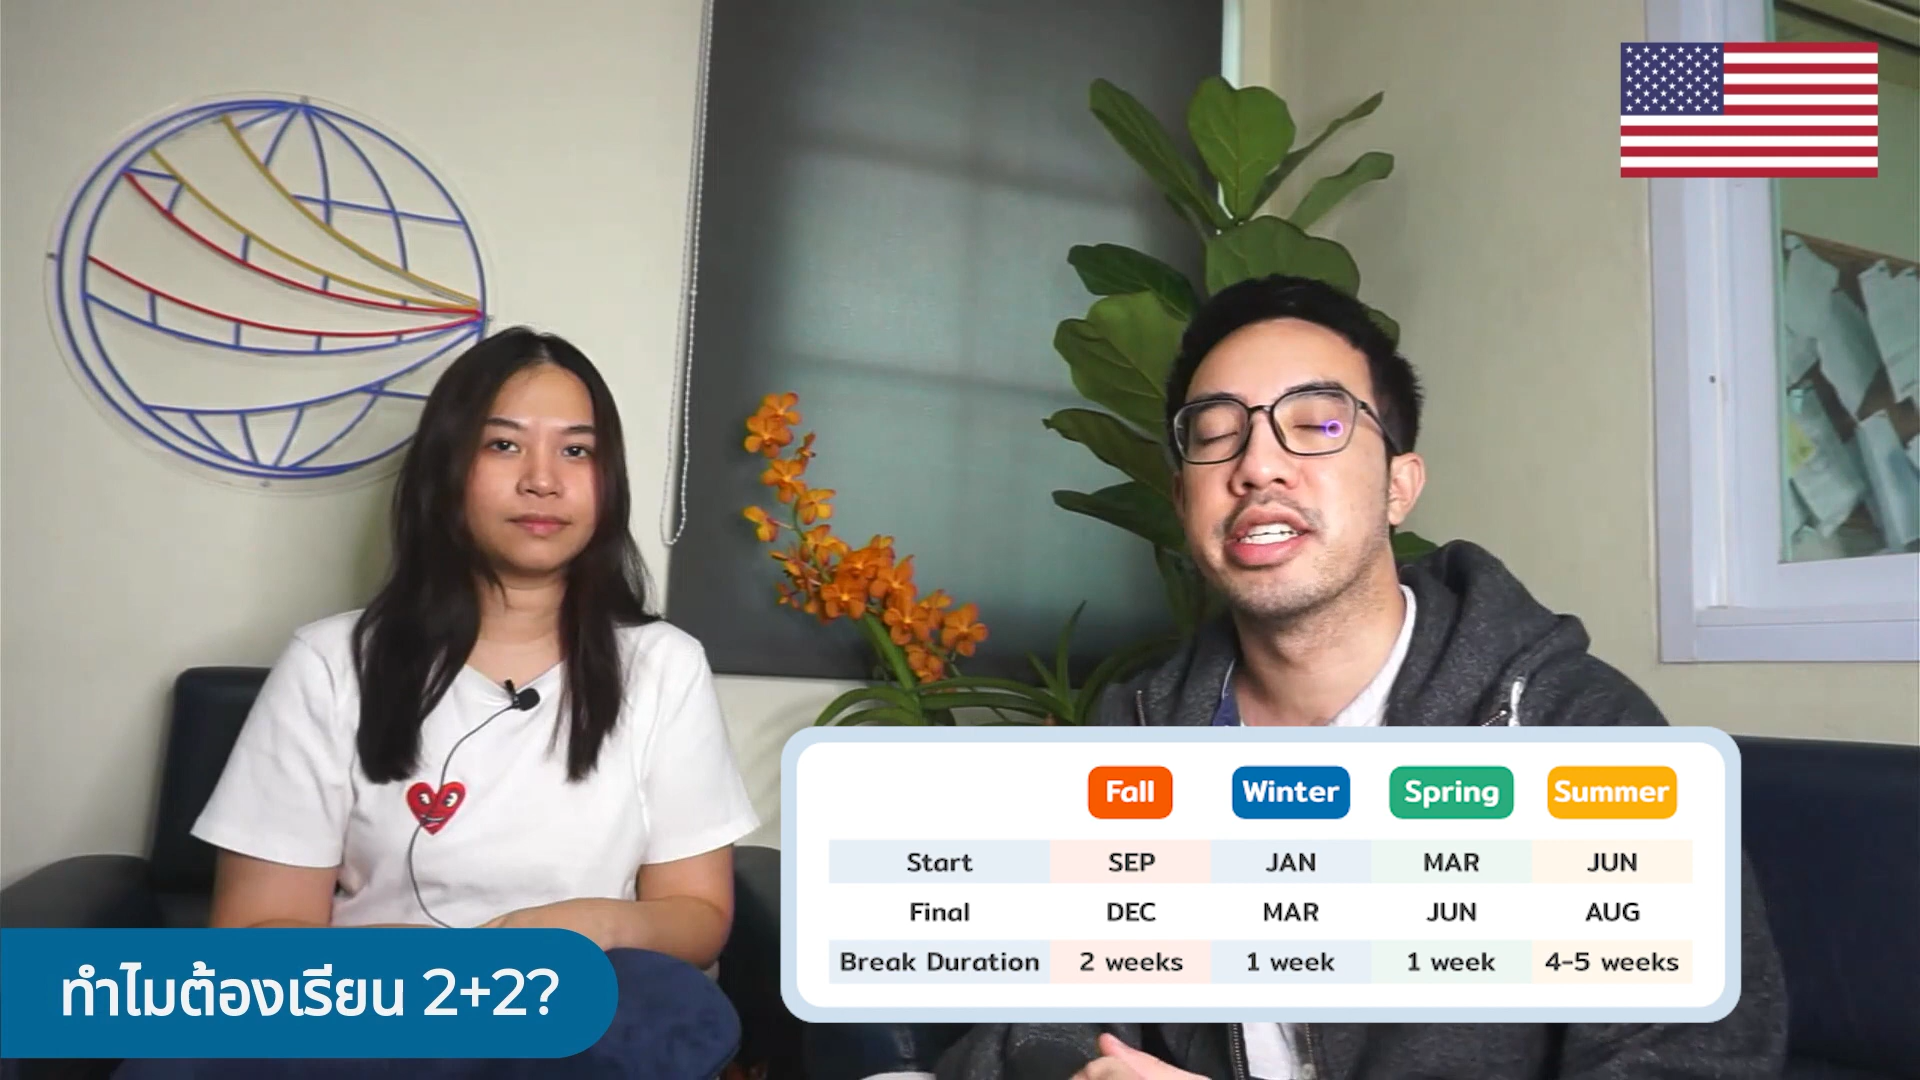 Fall Winter Spring Summer
Start SEP JAN MAR JUN
Final DEC MAR JUN AUG
Break Duration 2 weeks 1 week 1 week 4-5 weeks
ทำไมต้องเรียน 2+2?